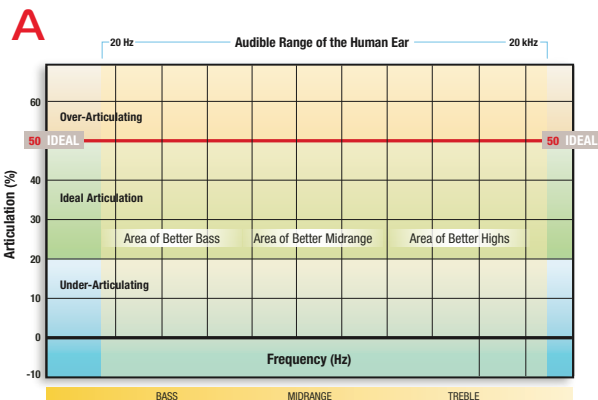 A
20 Hz Audible Range of the Human Ear 20 kHz
60
Over-Articulating
50 IDEAL 50 IDEAL
40
Ideal Articulation
30
Area of Better Bass Area of Better Midrange Area of Better Highs
20
Under-Articulating
10
0
Frequency (Hz)
-10
Articulation (%)
BASS MIDRANGE TREBLE